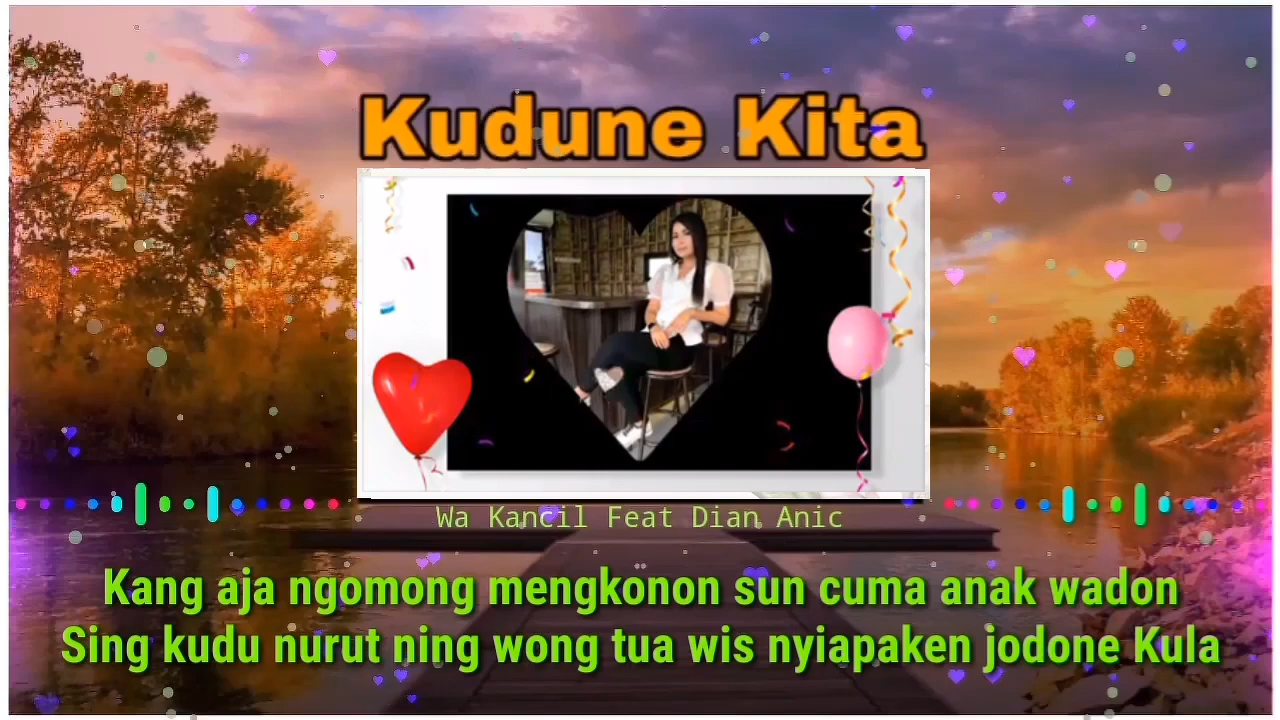 Kudune Kita
Wa Kancil Feat Dian Anic
Kang aja ngomong mengkonon sun cuma anak wadon
Sing kudu nurut ning wong tua wis nyiapaken jodone Kula